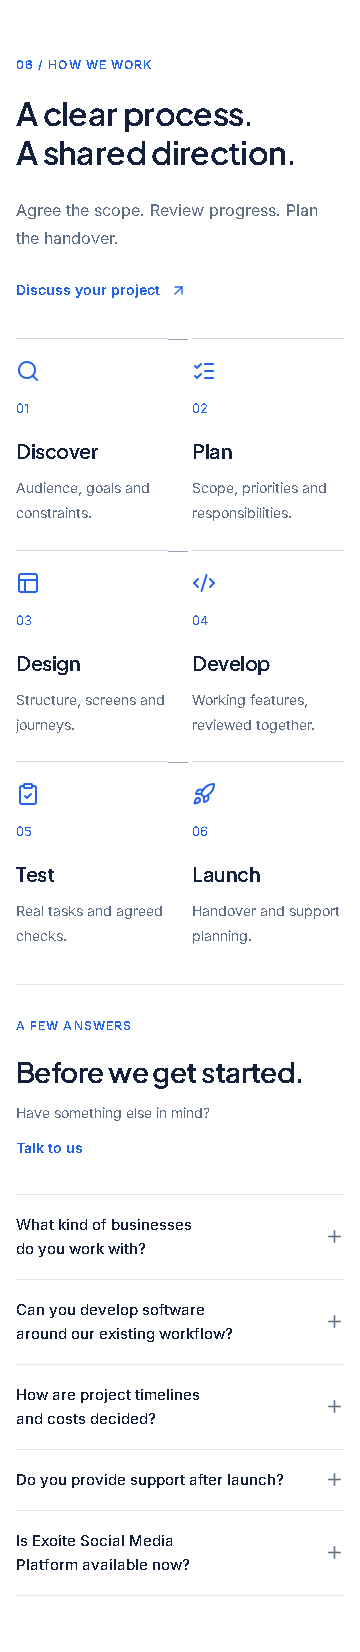 06 / HOW WE WORK
A clear process.
A shared direction.
Agree the scope. Review progress. Plan
the handover.
Discuss your project
01
Discover
Audience, goals and
constraints.
02
Plan
Scope, priorities and
responsibilities.
03
Design
Structure, screens and
journeys.
04
Develop
Working features,
reviewed together.
05
Test
Real tasks and agreed
checks.
06
Launch
Handover and support
planning.
A FEW ANSWERS
Before we get started.
Have something else in mind?
Talk to us
What kind of businesses
do you work with?
Can you develop software
around our existing workflow?
How are project timelines
and costs decided?
Do you provide support after launch?
Is Exoite Social Media
Platform available now?